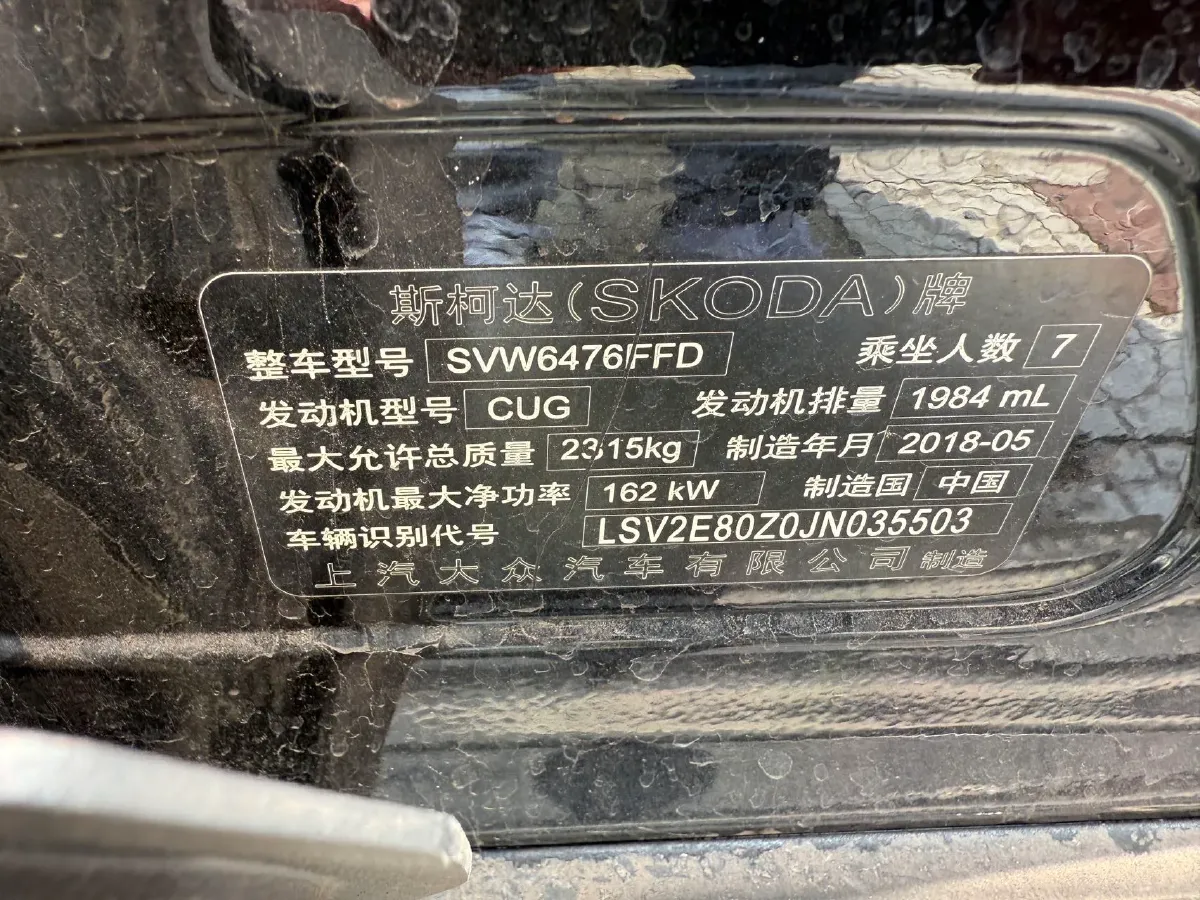 斯柯达(SKODA)牌
整车型号 SVW6476FFD 乘坐人数 7
发动机型号 CUG 发动机排量 1984 mL
最大允许总质量 2315kg 制造年月 2018-05
发动机最大净功率 162 kW 制造国 中国
车辆识别代号 LSV2E80Z0JN035503
上汽大众汽车有限公司 制造